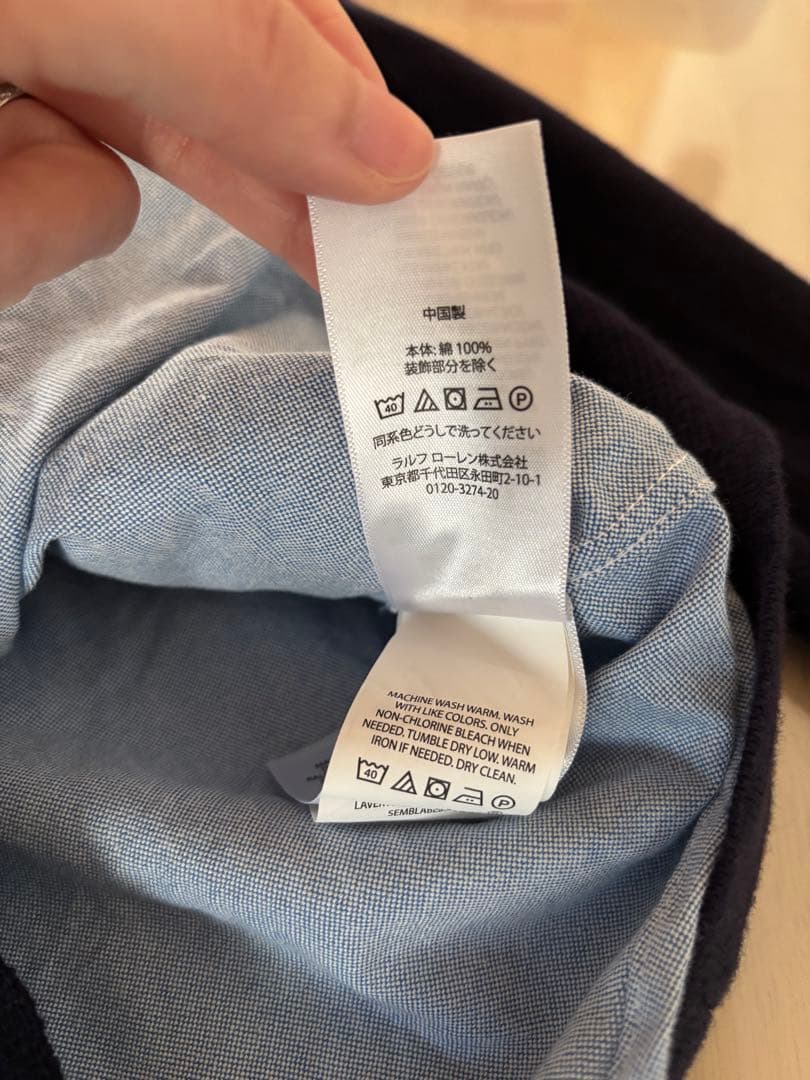 中国製
本体: 綿 100%
装飾部分を除く
40
P
同系色どうしで洗ってください
ラルフ ローレン株式会社
東京都千代田区永田町2-10-1
0120-3274-20
MACHINE WASH WARM. WASH
WITH LIKE COLORS. ONLY
NON-CHLORINE BLEACH WHEN
NEEDED. TUMBLE DRY LOW. WARM
IRON IF NEEDED. DRY CLEAN.
40
P